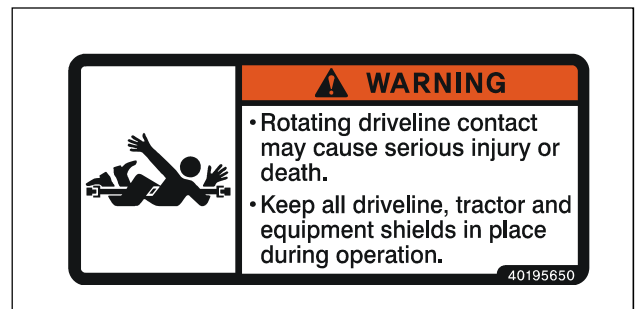 WARNING
• Rotating driveline contact
may cause serious injury or
death.
• Keep all driveline, tractor and
equipment shields in place
during operation.
40195650